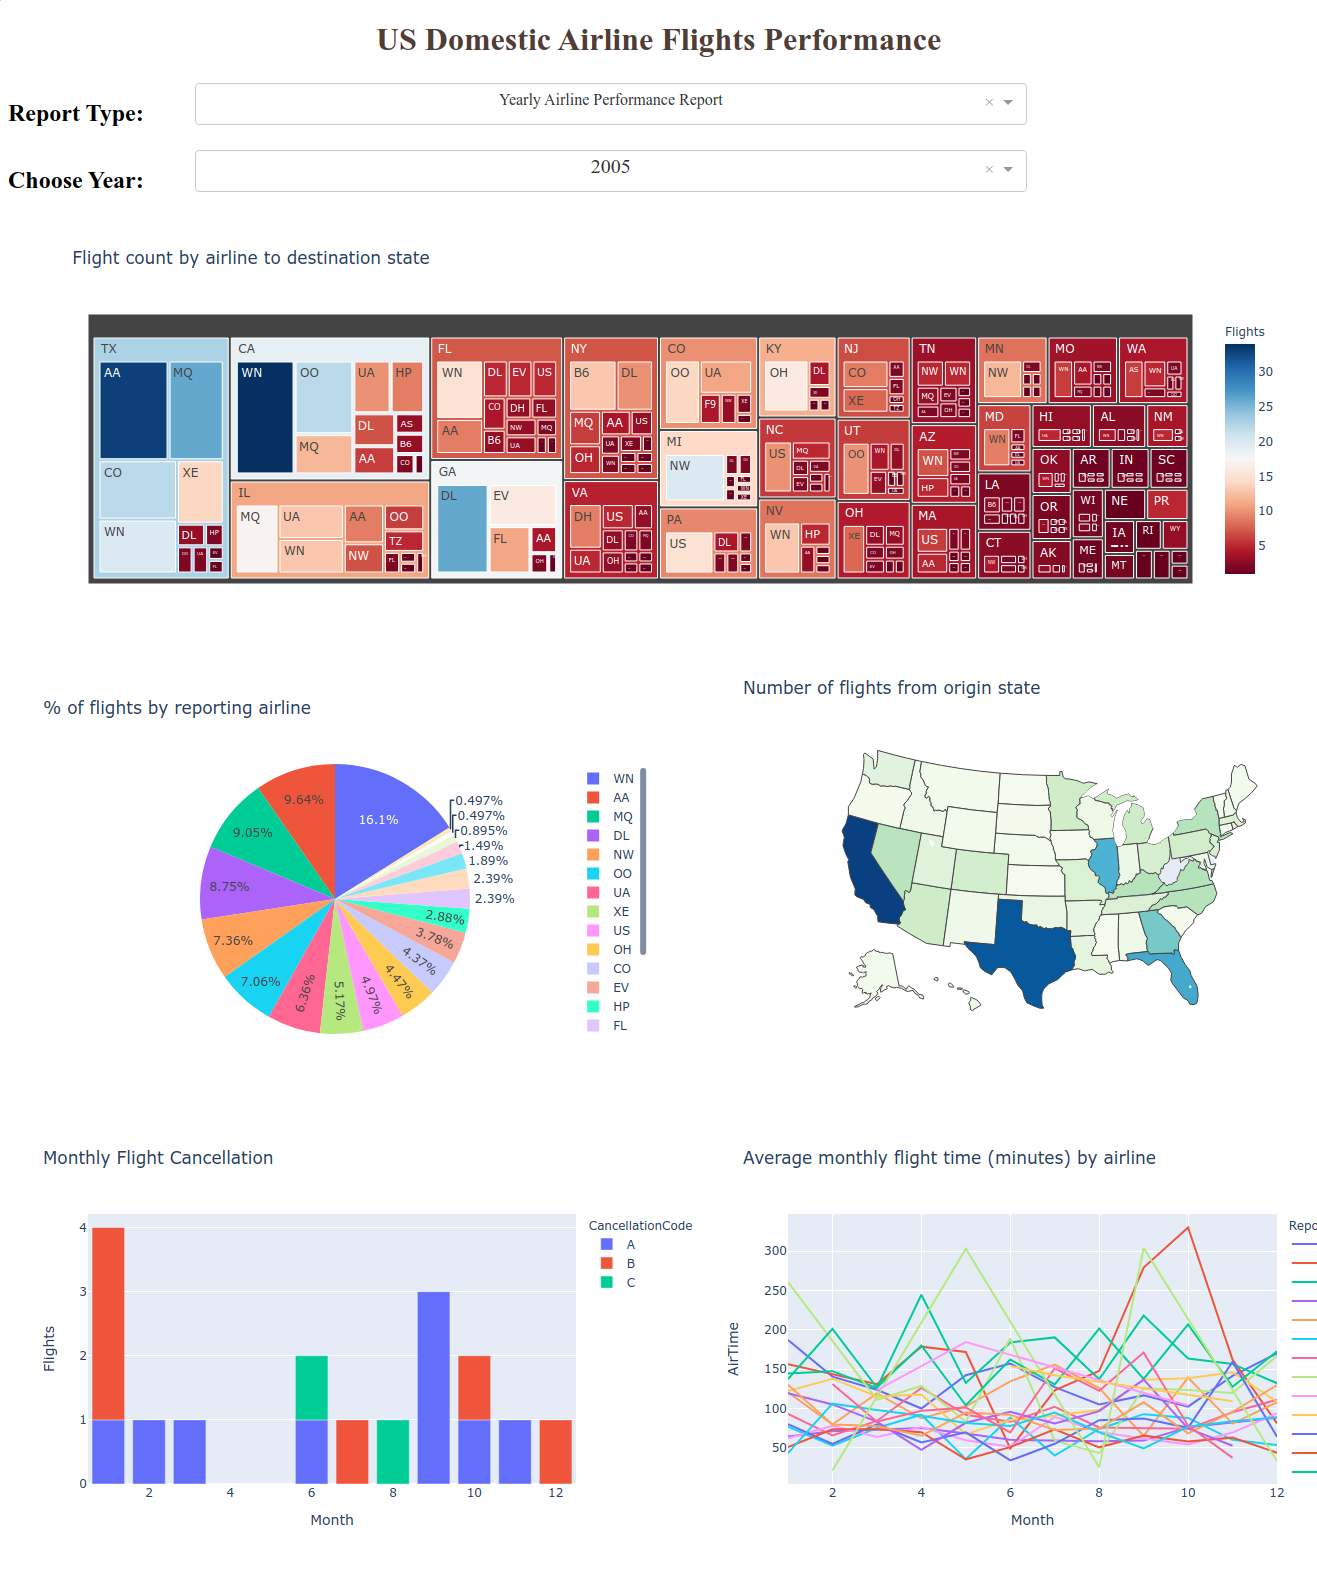 US Domestic Airline Flights Performance
Report Type:
Yearly Airline Performance Report
Choose Year:
2005
Flight count by airline to destination state
Flights
30
25
20
15
10
5
TX
AA
MQ
CO
XE
WN
DL
HP
CA
WN
OO
UA
HP
MQ
DL
AS
B6
AA
CO
IL
MQ
UA
AA
OO
WN
NW
TZ
FL
FL
WN
DL
EV
US
CO
DH
FL
AA
B6
NW
MQ
UA
GA
DL
EV
FL
AA
OH
NY
B6
DL
MQ
AA
US
OH
UA
XE
WN
VA
DH
US
AA
DL
UA
OH
CO
OO
UA
F9
MI
NW
PA
US
DL
KY
OH
DL
NC
US
MQ
DL
EV
NV
WN
HP
NJ
CO
XE
UT
OO
WN
EV
OH
XE
DL
MQ
TN
NW
WN
MQ
EV
OH
AZ
WN
HP
MA
US
AA
MN
NW
MD
WN
FL
LA
B6
CT
MO
WN
AA
WA
AS
WN
UA
HI
AL
NM
OK
AR
IN
SC
OR
WI
NE
PR
AK
ME
IA
RI
WY
MT
% of flights by reporting airline
16.1%
9.64%
9.05%
8.75%
7.36%
7.06%
6.36%
5.17%
4.97%
4.47%
4.37%
3.78%
2.88%
2.39%
2.39%
1.89%
1.49%
0.895%
0.497%
0.497%
WN
AA
MQ
DL
NW
OO
UA
XE
US
OH
CO
EV
HP
FL
Number of flights from origin state
Monthly Flight Cancellation
CancellationCode
A
B
C
Flights
4
3
2
1
0
2
4
6
8
10
12
Month
Average monthly flight time (minutes) by airline
Repo
AirTime
300
250
200
150
100
50
2
4
6
8
10
12
Month